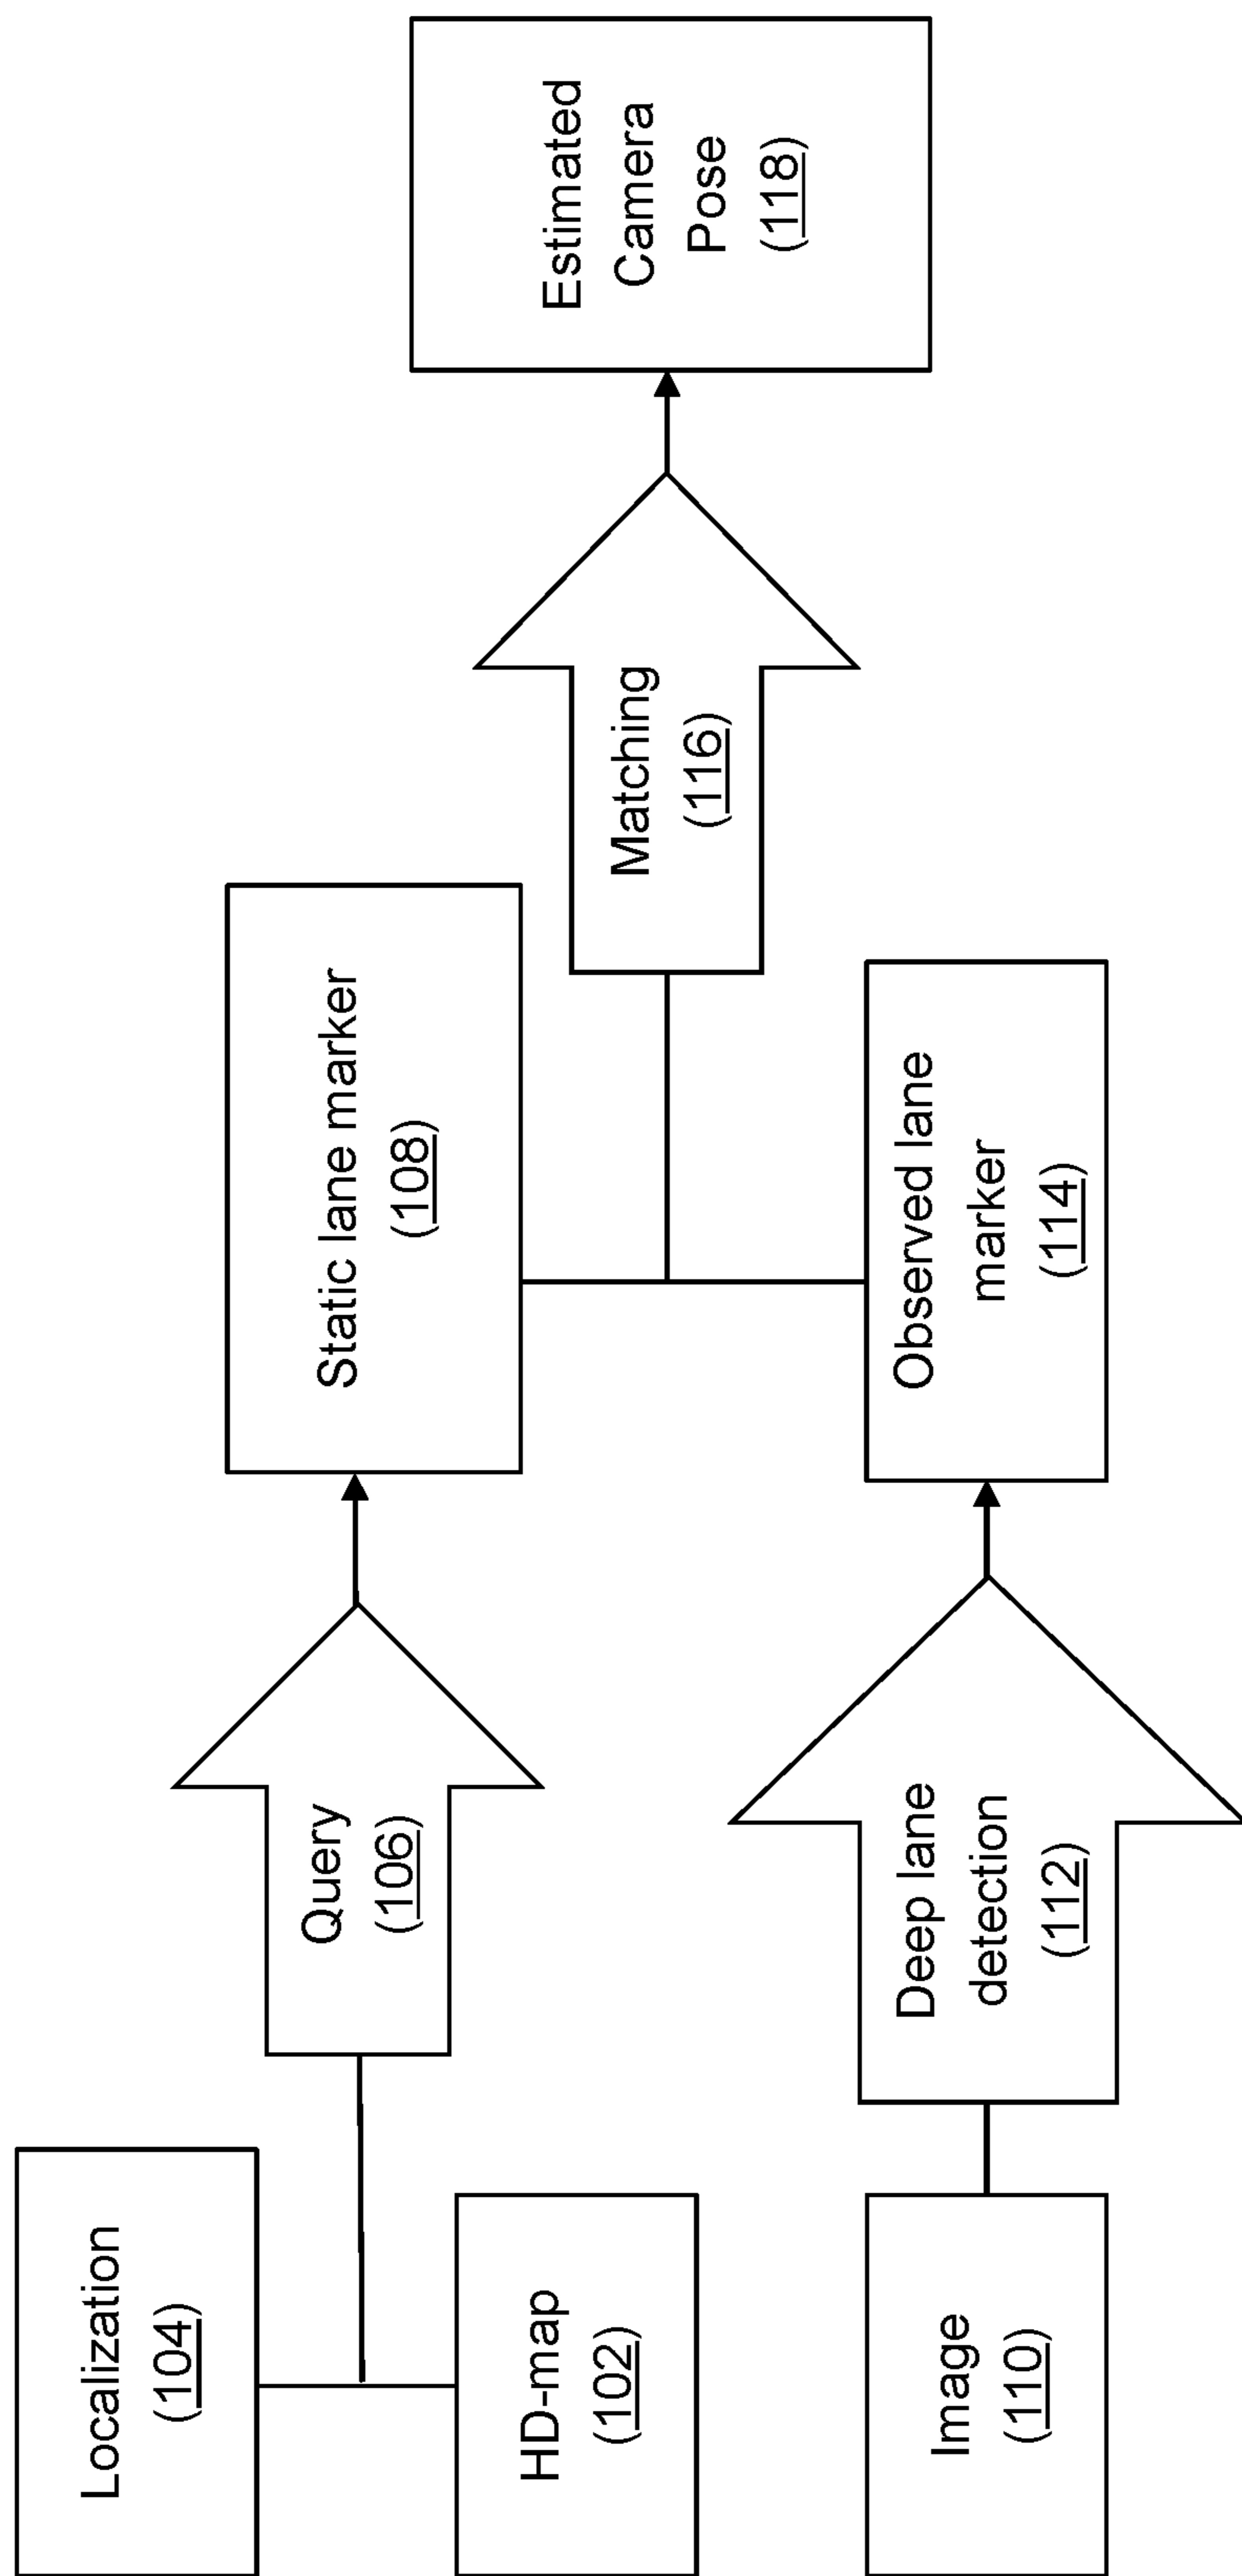 Localization
(104)
HD-map
(102)
Query
(106)
Static lane marker
(108)
Image
(110)
Deep lane
detection
(112)
Observed lane
marker
(114)
Matching
(116)
Estimated
Camera
Pose
(118)